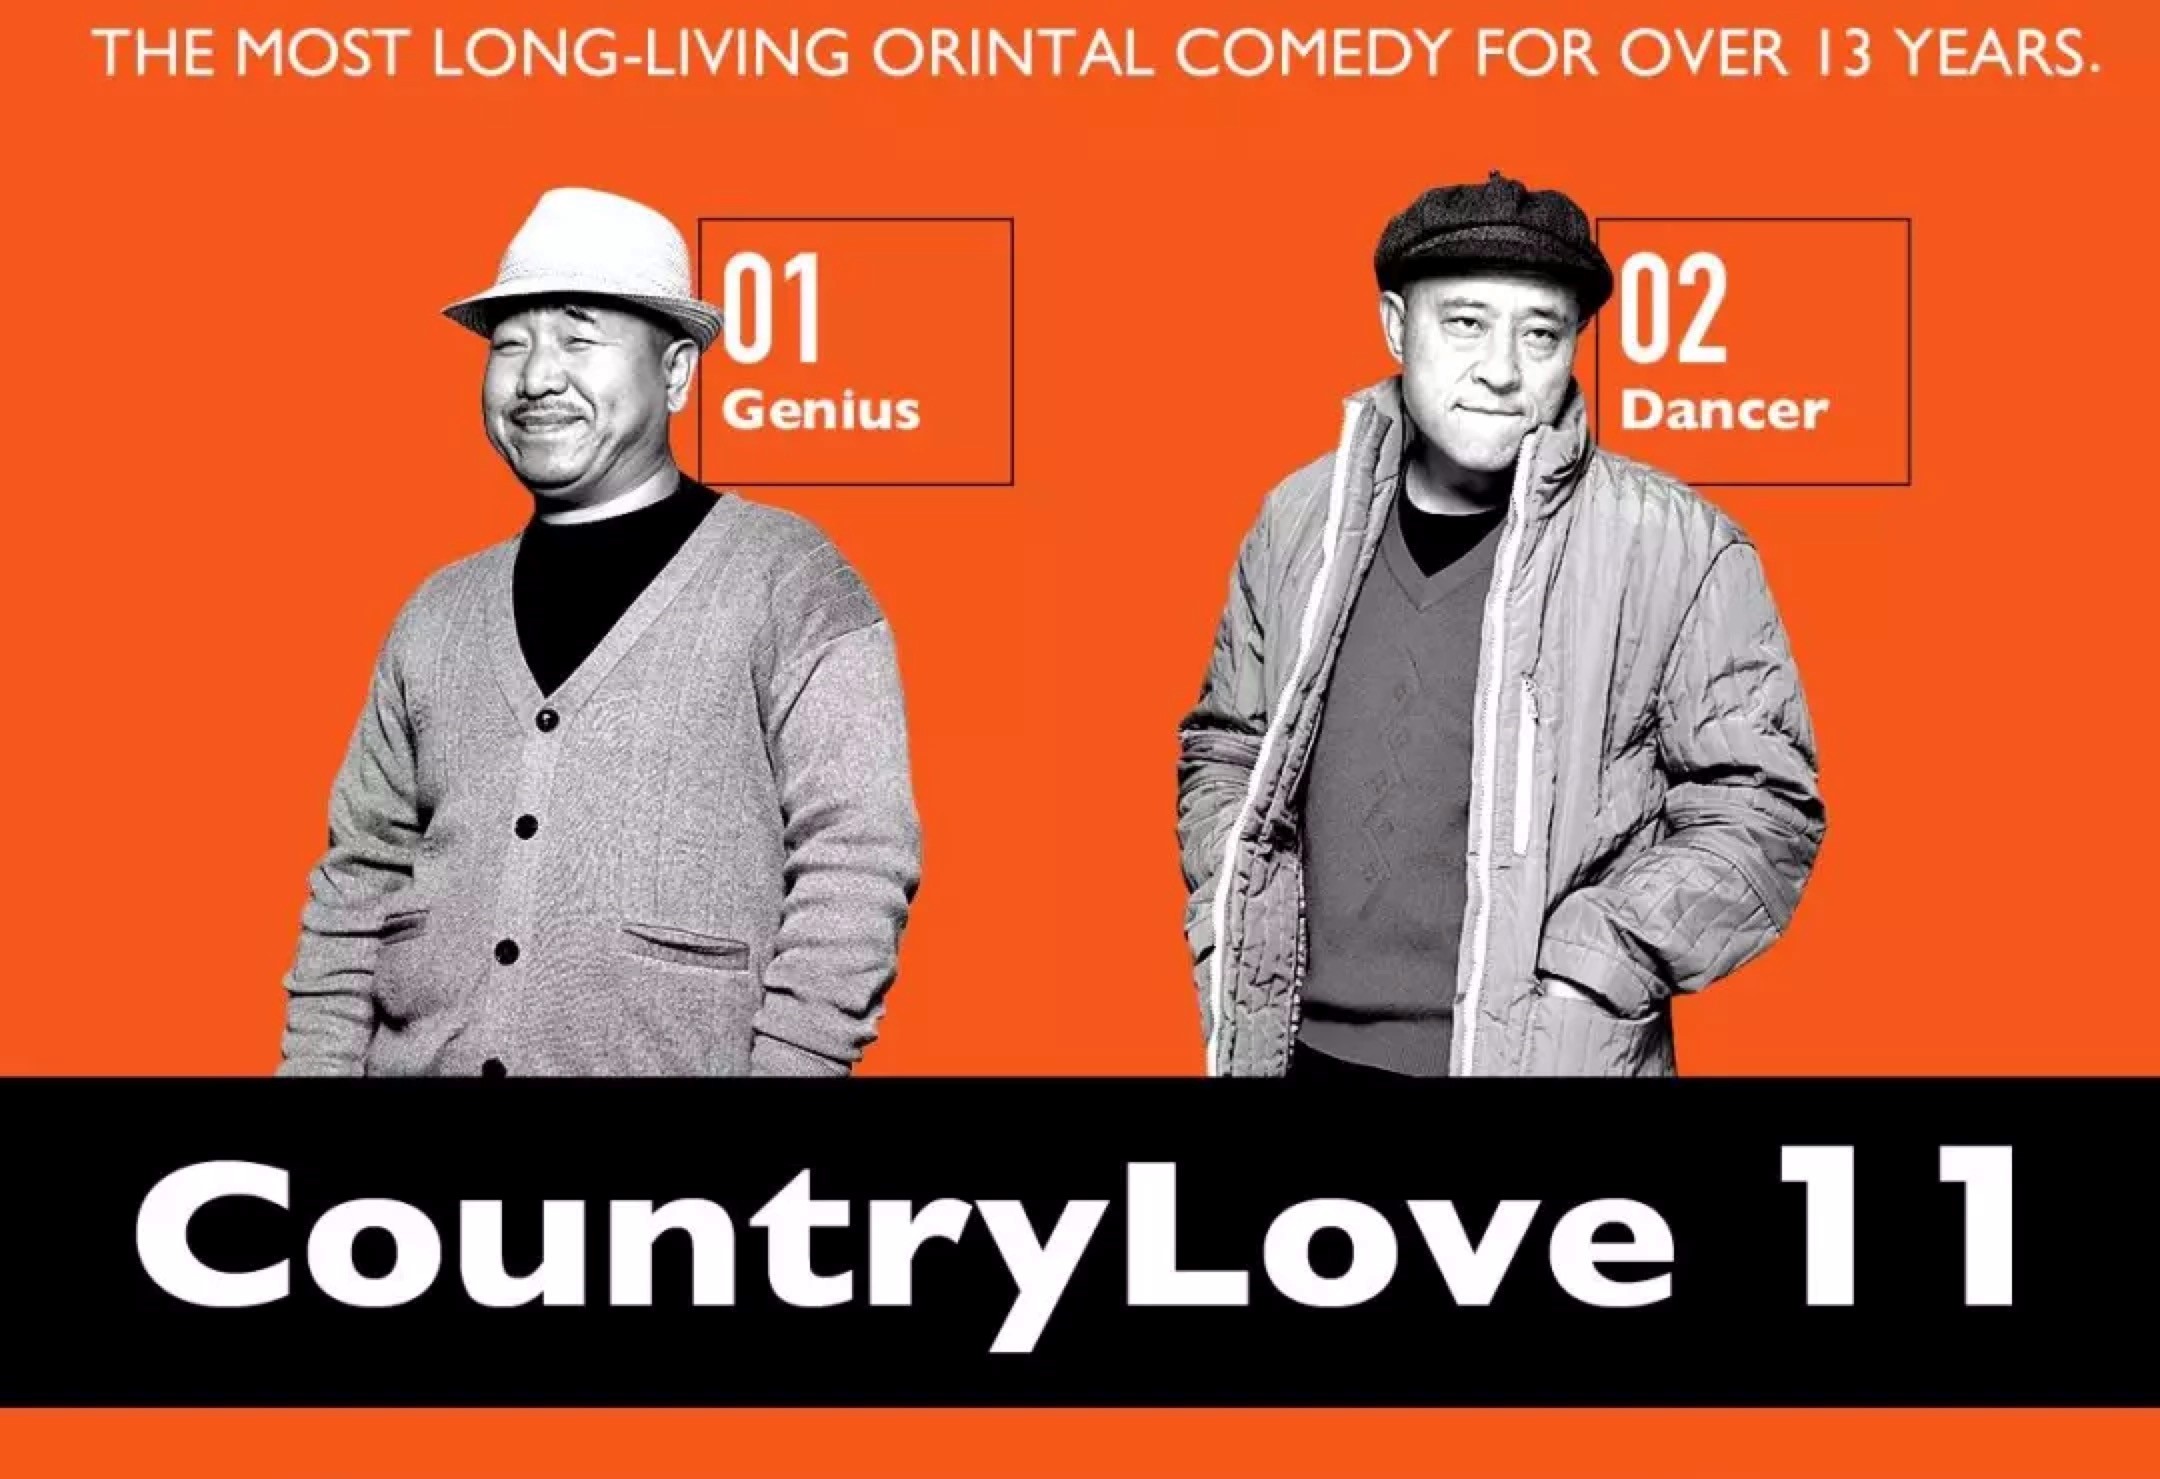 THE MOST LONG-LIVING ORINTAL COMEDY FOR OVER 13 YEARS.
01
Genius
02
Dancer
CountryLove 11